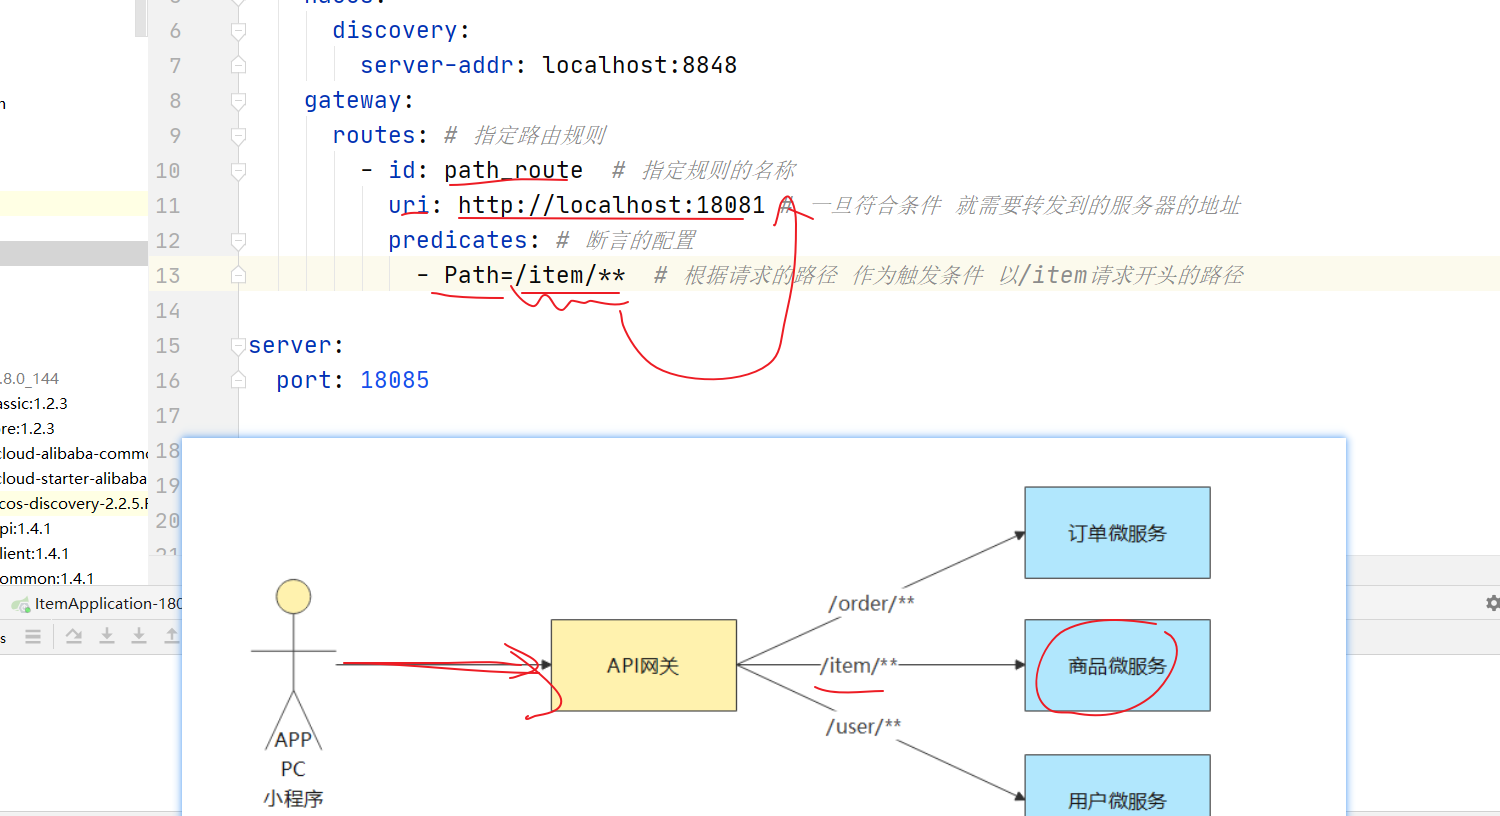 6 discovery:
7 server-addr: localhost:8848
8 gateway:
9 routes: # 指定路由规则
10 - id: path_route # 指定规则的名称
11 uri: http://localhost:18081 # 一旦符合条件 就需要转发到的服务器的地址
12 predicates: # 断言的配置
13 - Path=/item/** # 根据请求的路径 作为触发条件 以/item请求开头的路径
14
15 server:
16 port: 18085
17
18
19
20
21
n
.8.0_144
assic:1.2.3
re:1.2.3
cloud-alibaba-commo
cloud-starter-alibaba
cos-discovery-2.2.5.
pi:1.4.1
lient:1.4.1
ommon:1.4.1
ItemApplication-180
s
订单微服务
/order/**
API网关
/item/**
商品微服务
/user/**
用户微服务
APP
PC
小程序